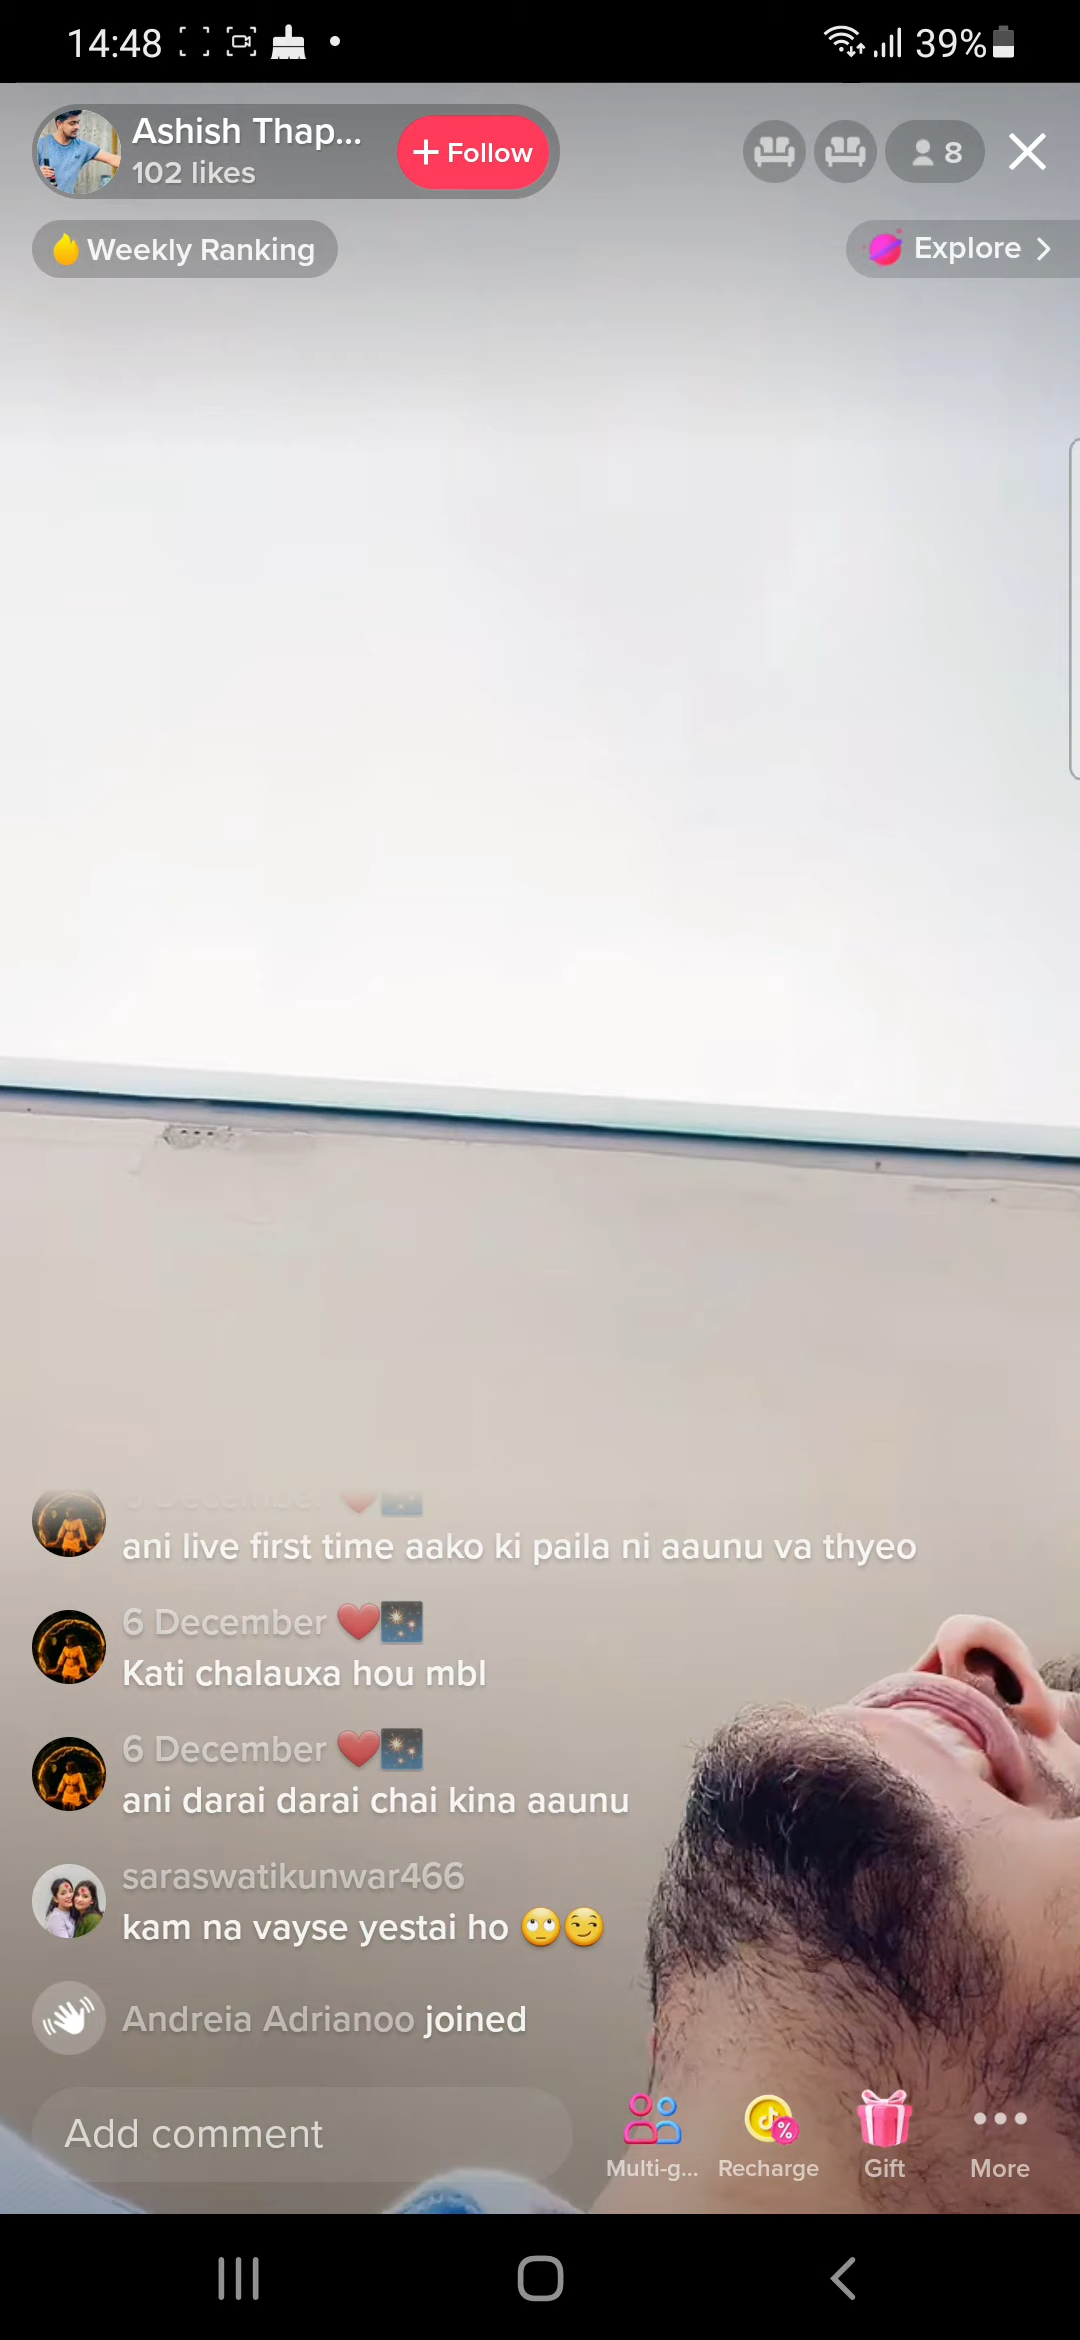 14:48
39%
Ashish Thap...
102 likes
+ Follow
8
Weekly Ranking
Explore
6 December
ani live first time aako ki paila ni aaunu va thyeo
6 December ❤️🎇
Kati chalauxa hou mbl
6 December ❤️🎇
ani darai darai chai kina aaunu
saraswatikunwar466
kam na vayse yestai ho 🙄😏
Andreia Adrianoo joined
Add comment
Multi-g...
Recharge
Gift
More